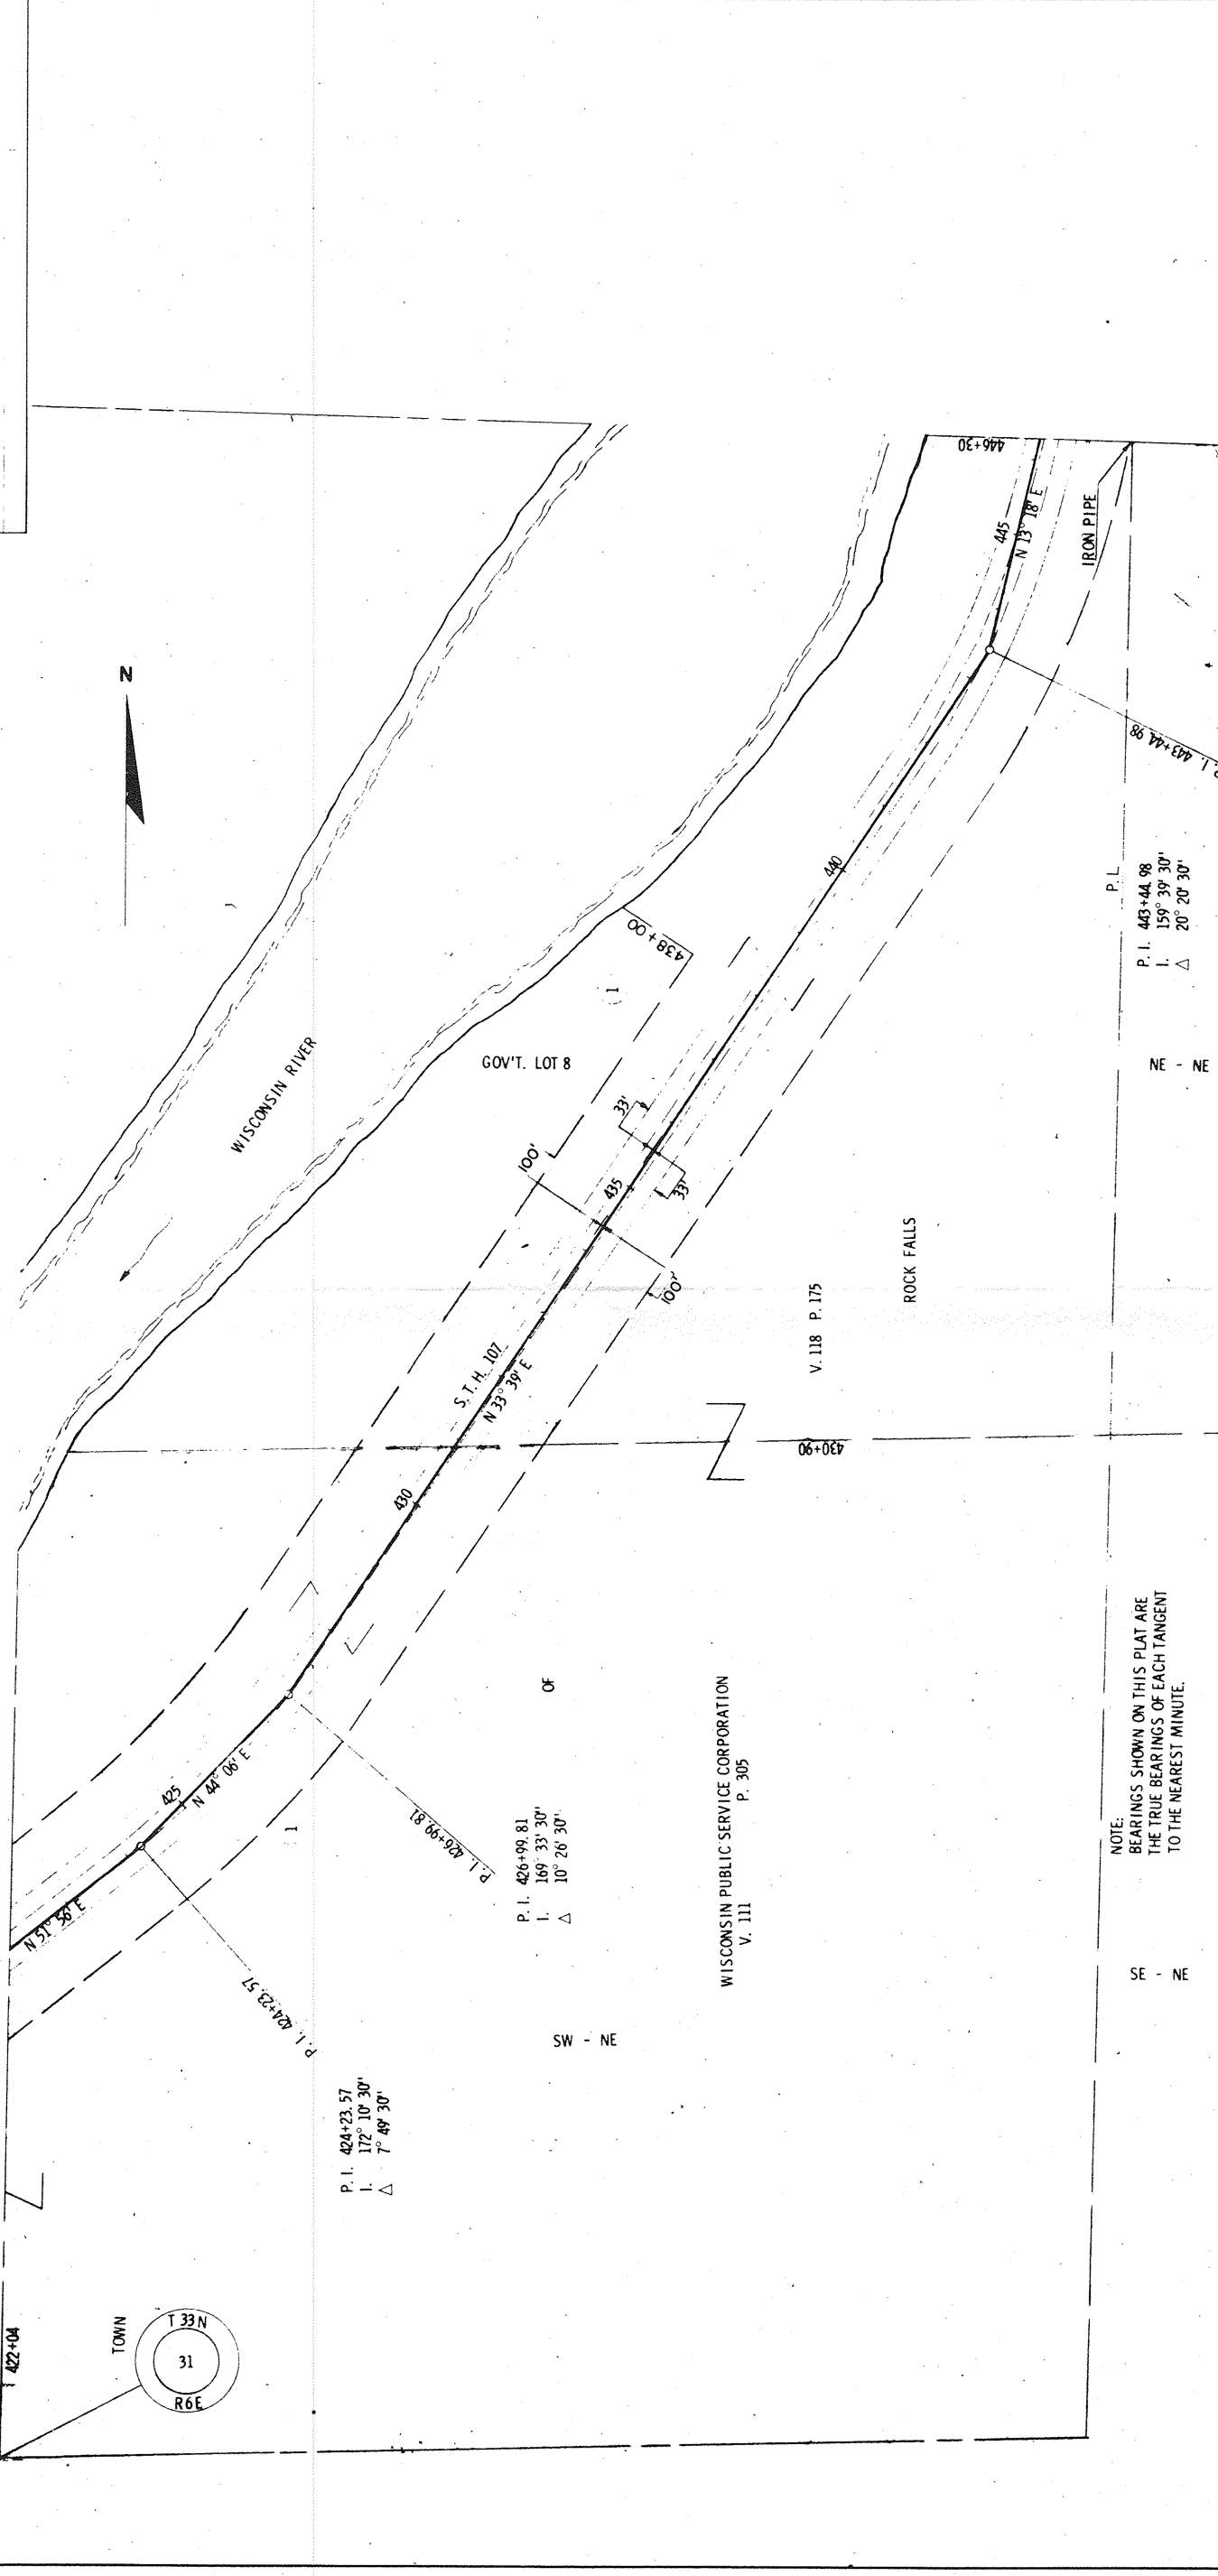 N
WISCONSIN RIVER
446+30
445
N 13° 18' E
IRON PIPE
P. I. 443+44.98
440
438+00
1
GOV'T. LOT 8
P.L.
P. I. 443+44.98
I. 159° 39' 30"
△ 20° 20' 30"
NE - NE
33'
33'
100'
100'
435
S.T.H. 107
N 33° 39' E
V. 118 P. 175
ROCK FALLS
430+90
430
OF
N 44° 06' E
425
1
P. I. 426+99.81
P. I. 426+99.81
I. 169° 33' 30"
△ 10° 26' 30"
WISCONSIN PUBLIC SERVICE CORPORATION
V. 111 P. 305
NOTE:
BEARINGS SHOWN ON THIS PLAT ARE
THE TRUE BEARINGS OF EACH TANGENT
TO THE NEAREST MINUTE.
N 51° 56' E
P. I. 424+23.57
SE - NE
SW - NE
P. I. 424+23.57
I. 172° 10' 30"
△ 7° 49' 30"
422+04
TOWN
T 33 N
31
R6E